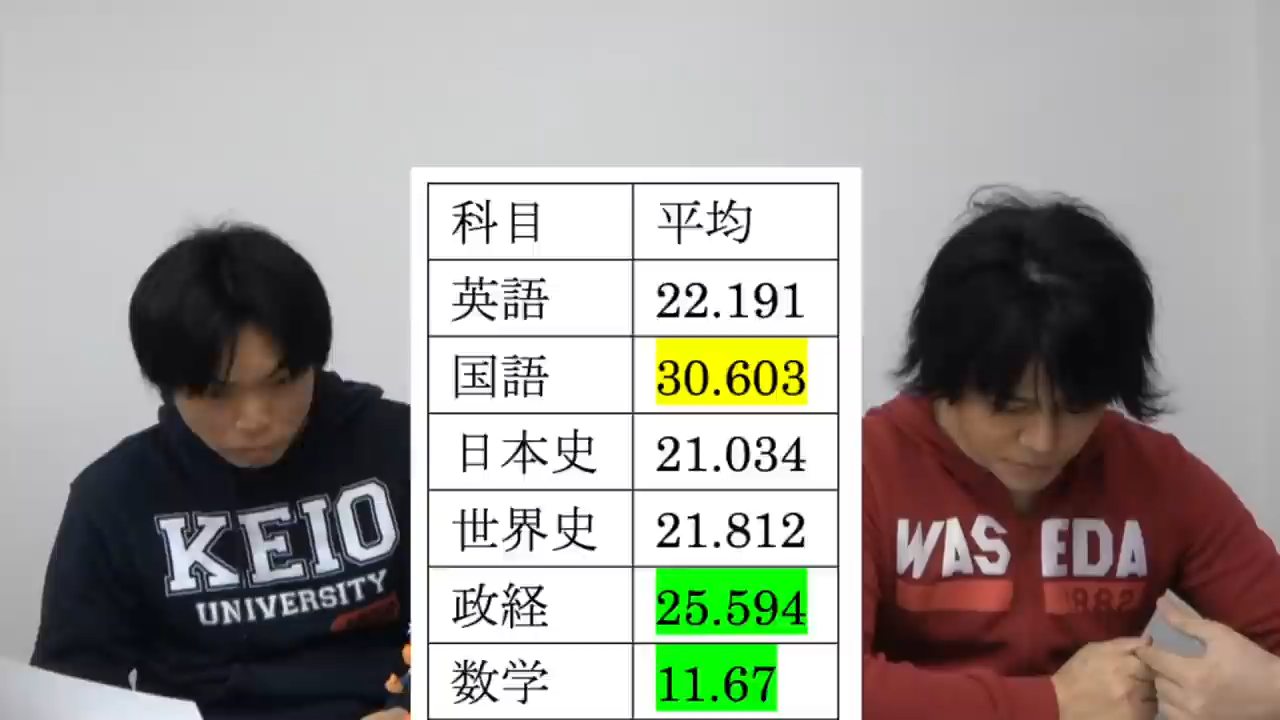 科目 平均
英語 22.191
国語 30.603
日本史 21.034
世界史 21.812
政経 25.594
数学 11.67
KEIO
UNIVERSITY
WASEDA
1882